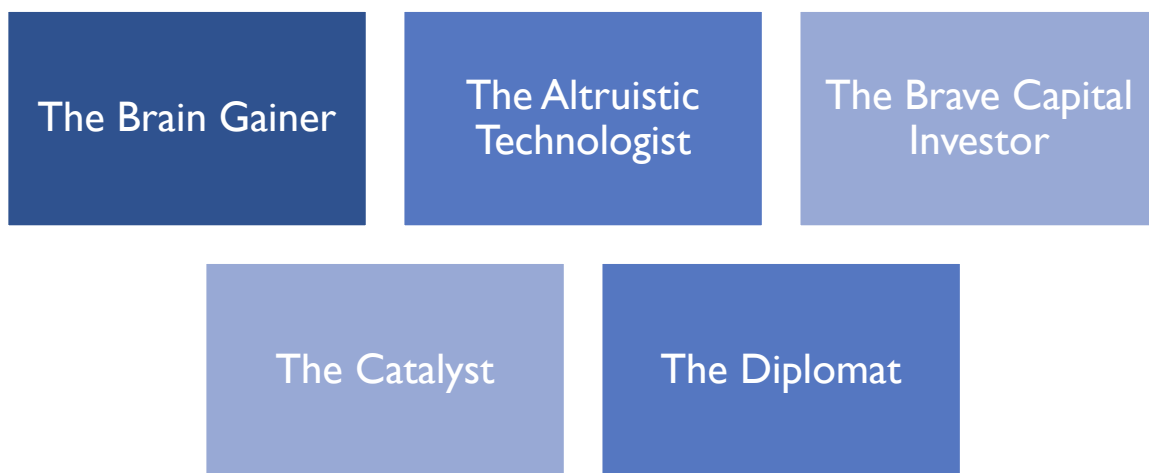 The Brain Gainer
The Altruistic
Technologist
The Brave Capital
Investor
The Catalyst
The Diplomat